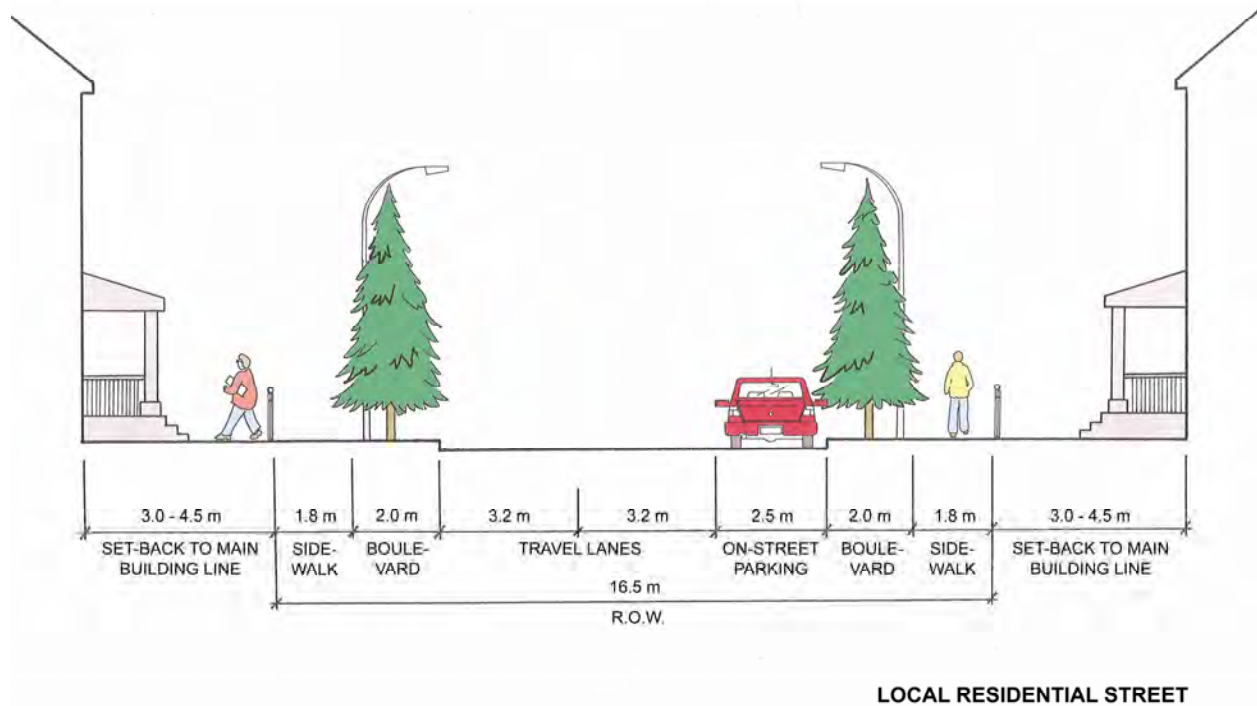 3.0 - 4.5 m 1.8 m 2.0 m 3.2 m 3.2 m 2.5 m 2.0 m 1.8 m 3.0 - 4.5 m
SET-BACK TO MAIN SIDE- BOULE- TRAVEL LANES ON-STREET BOULE- SIDE- SET-BACK TO MAIN
BUILDING LINE WALK VARD PARKING VARD WALK BUILDING LINE
16.5 m
R.O.W.
LOCAL RESIDENTIAL STREET